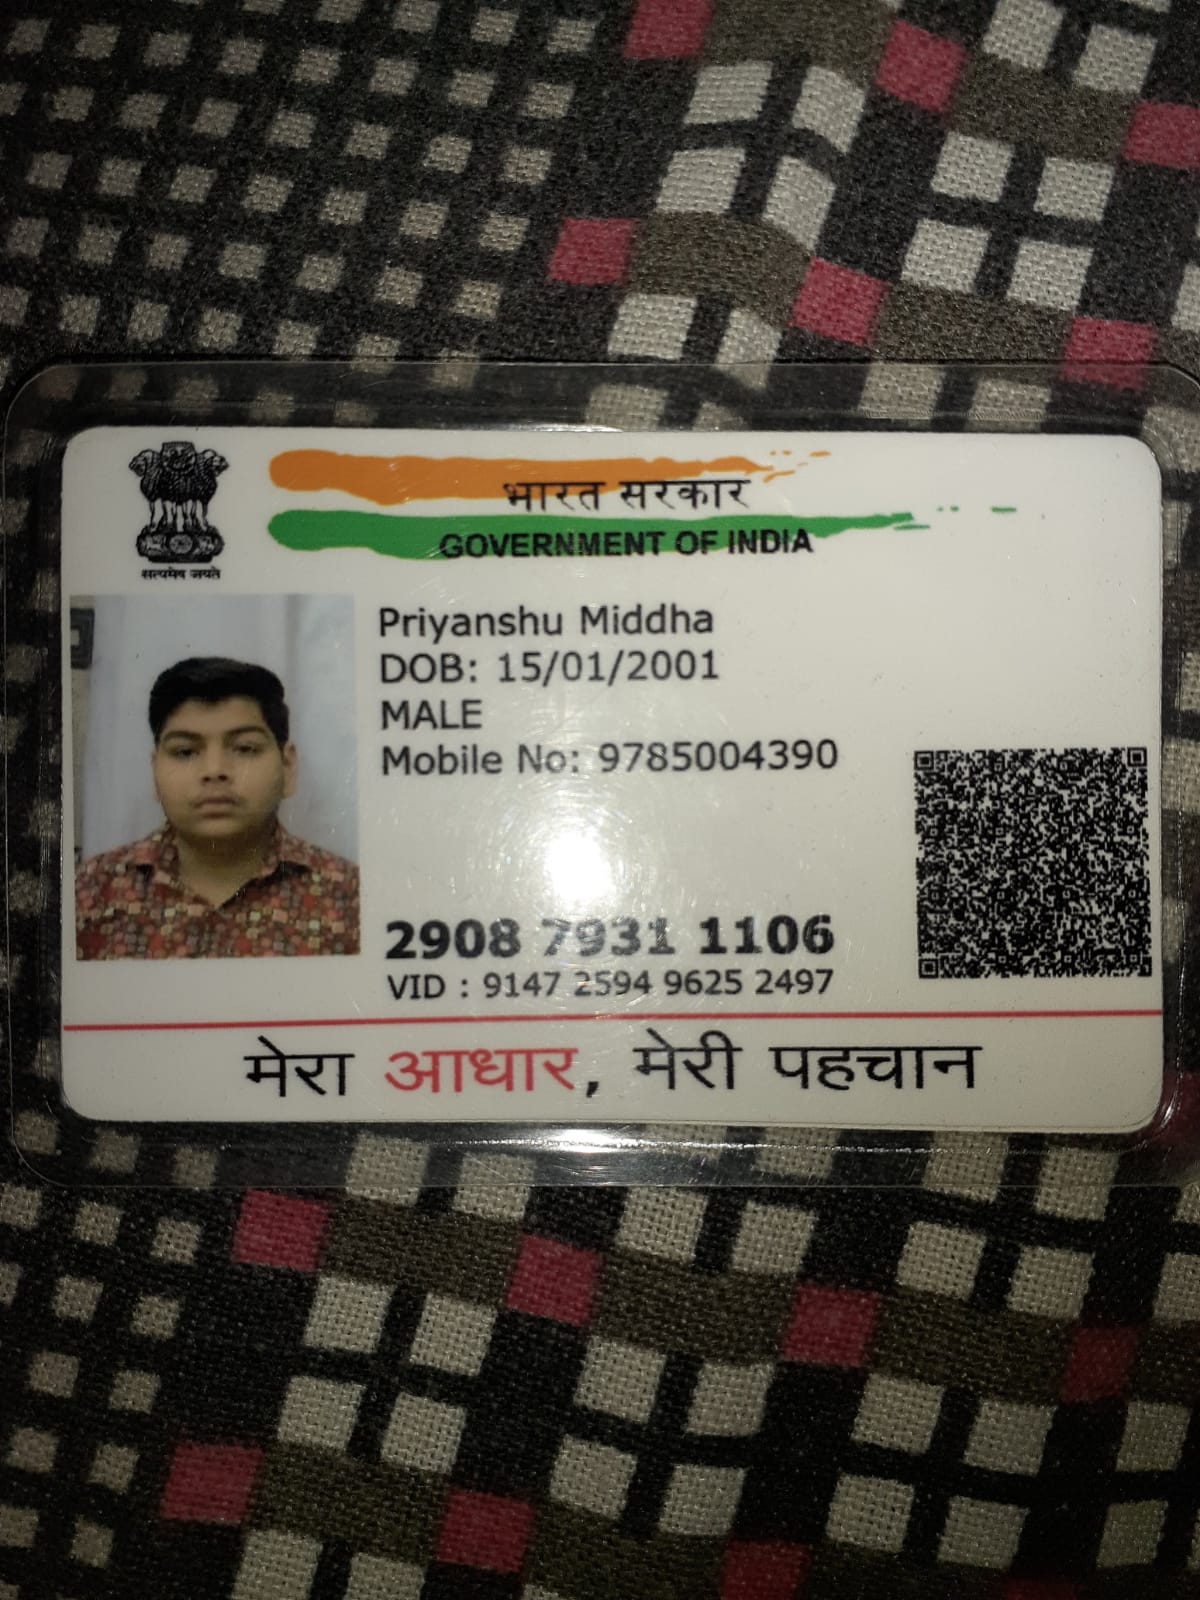 भारत सरकार
GOVERNMENT OF INDIA
सत्यमेव जयते
Priyanshu Middha
DOB: 15/01/2001
MALE
Mobile No: 9785004390
2908 7931 1106
VID : 9147 2594 9625 2497
मेरा आधार, मेरी पहचान